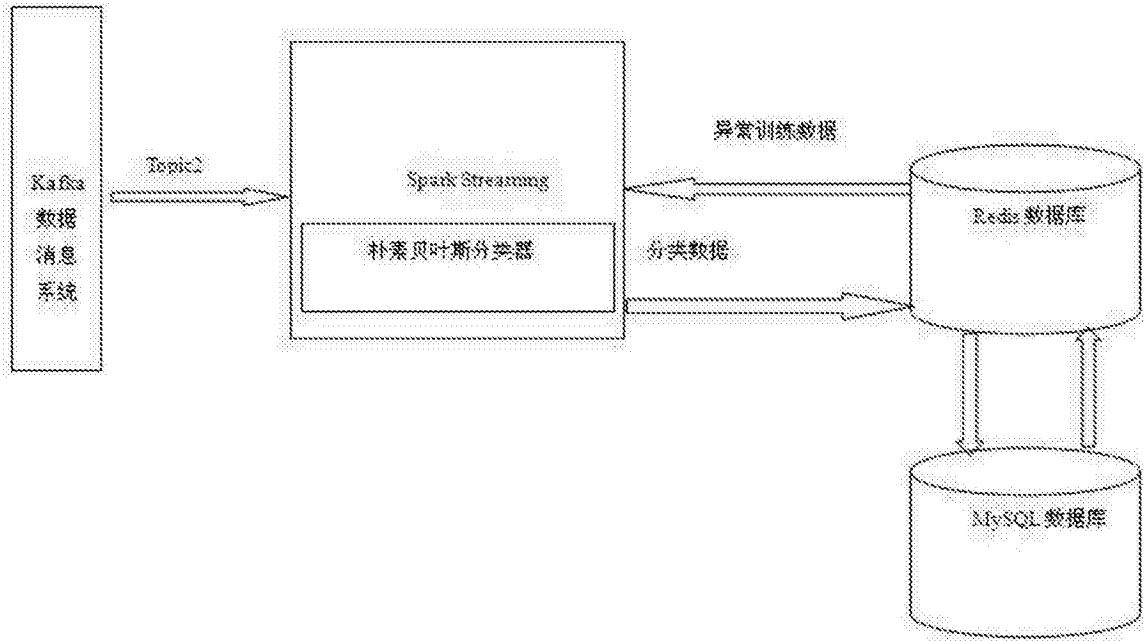 Kafka
数据
消息
系统
Topic2
Spark Streaming
朴素贝叶斯分类器
异常训练数据
分类数据
Redis 数据库
MySQL 数据库